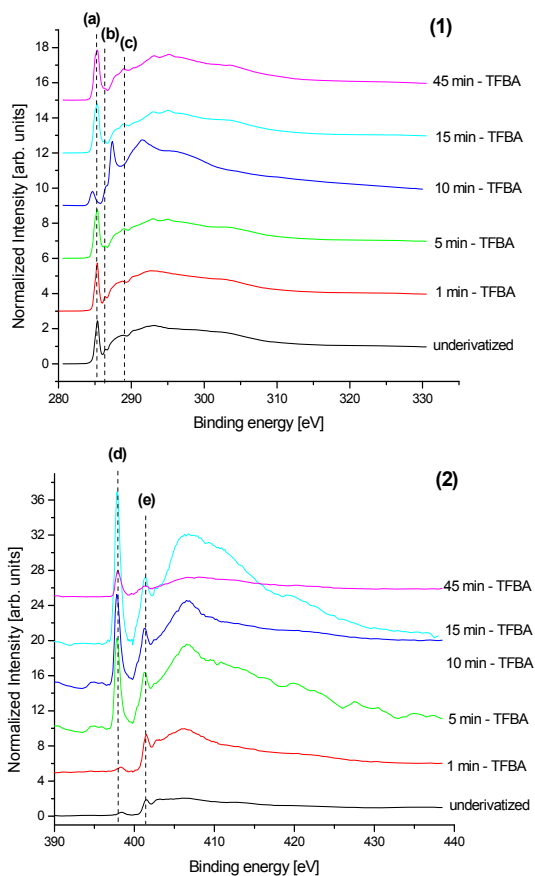 (1)
(a)
(b)
(c)
18
16
14
12
10
8
6
4
2
0
Normalized Intensity [arb. units]
45 min - TFBA
15 min - TFBA
10 min - TFBA
5 min - TFBA
1 min - TFBA
underivatized
280 290 300 310 320 330
Binding energy [eV]
(2)
(d)
(e)
36
32
28
24
20
16
12
8
4
0
Normalized Intensity [arb. units]
45 min - TFBA
15 min - TFBA
10 min - TFBA
5 min - TFBA
1 min - TFBA
underivatized
390 400 410 420 430 440
Binding energy [eV]